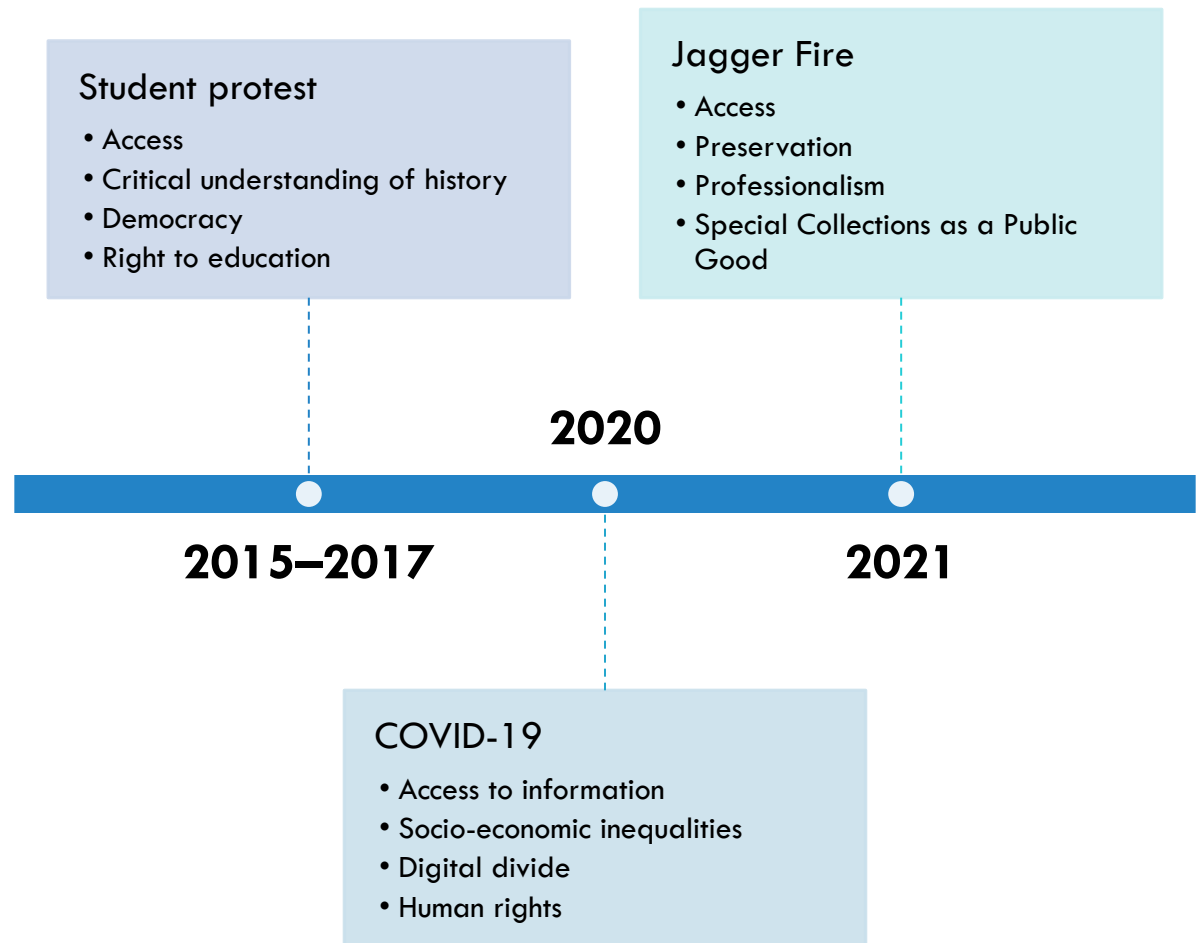 Student protest
• Access
• Critical understanding of history
• Democracy
• Right to education
Jagger Fire
• Access
• Preservation
• Professionalism
• Special Collections as a Public
Good
2020
2015–2017
2021
COVID-19
• Access to information
• Socio-economic inequalities
• Digital divide
• Human rights